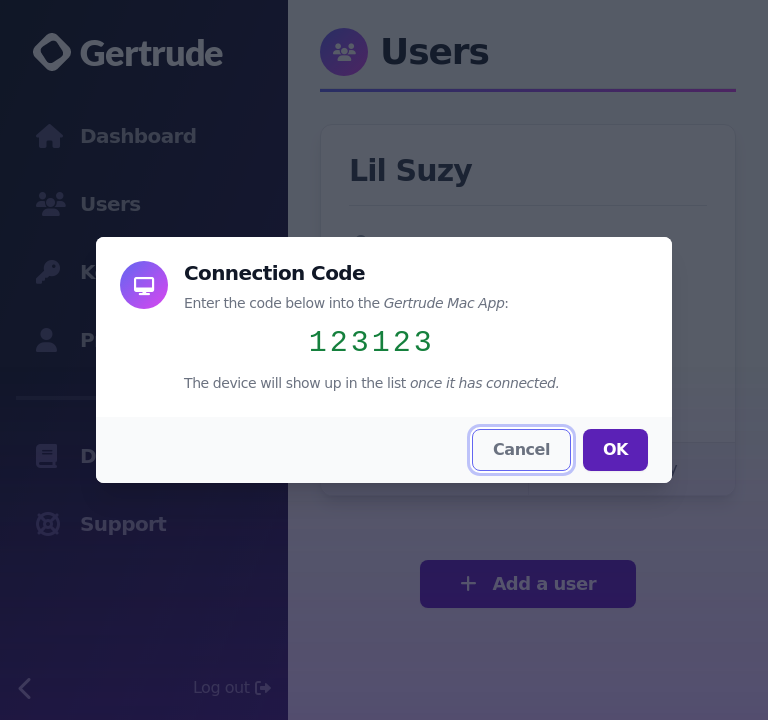 Gertrude
Dashboard
Users
Support
Log out
Users
Lil Suzy
Connection Code
Enter the code below into the Gertrude Mac App:
123123
The device will show up in the list once it has connected.
Cancel
OK
Add a user